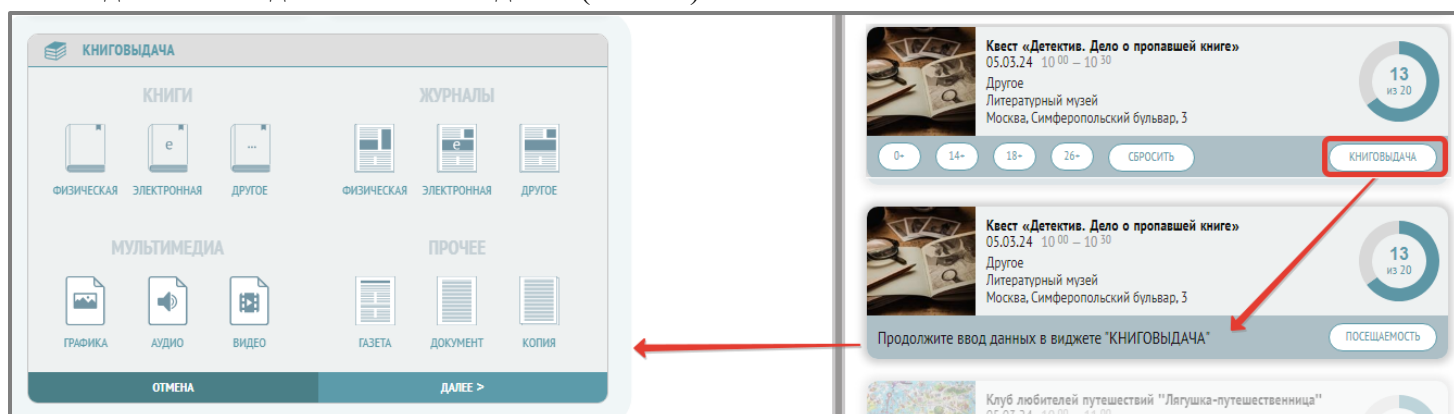 КНИГОВЫДАЧА
КНИГИ
ЖУРНАЛЫ
e
...
e
ФИЗИЧЕСКАЯ ЭЛЕКТРОННАЯ ДРУГОЕ
ФИЗИЧЕСКАЯ ЭЛЕКТРОННАЯ ДРУГОЕ
МУЛЬТИМЕДИА
ПРОЧЕЕ
ГРАФИКА АУДИО ВИДЕО
ГАЗЕТА ДОКУМЕНТ КОПИЯ
ОТМЕНА
ДАЛЕЕ >
Квест «Детектив. Дело о пропавшей книге»
05.03.24 10 00 – 10 30
Другое
Литературный музей
Москва, Симферопольский бульвар, 3
13
из 20
0+ 14+ 18+ 26+ СБРОСИТЬ КНИГОВЫДАЧА
Квест «Детектив. Дело о пропавшей книге»
05.03.24 10 00 – 10 30
Другое
Литературный музей
Москва, Симферопольский бульвар, 3
13
из 20
Продолжите ввод данных в виджете "КНИГОВЫДАЧА"
ПОСЕЩАЕМОСТЬ
Клуб любителей путешествий "Лягушка-путешественница"